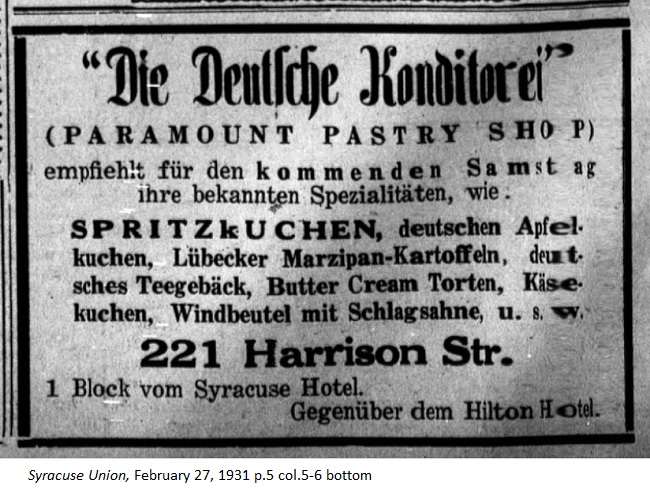 “Die Deutsche Konditorei”
(PARAMOUNT PASTRY SHOP)
empfiehlt für den kommenden Samstag
ihre bekannten Spezialitäten, wie:
SPRITZkUCHEN, deutschen Apfel-
kuchen, Lübecker Marzipan-Kartoffeln, deut-
sches Teegebäck, Butter Cream Torten, Käse-
kuchen, Windbeutel mit Schlagsahne, u. s. w.
221 Harrison Str.
1 Block vom Syracuse Hotel.
Gegenüber dem Hilton Hotel.
Syracuse Union, February 27, 1931 p.5 col.5-6 bottom